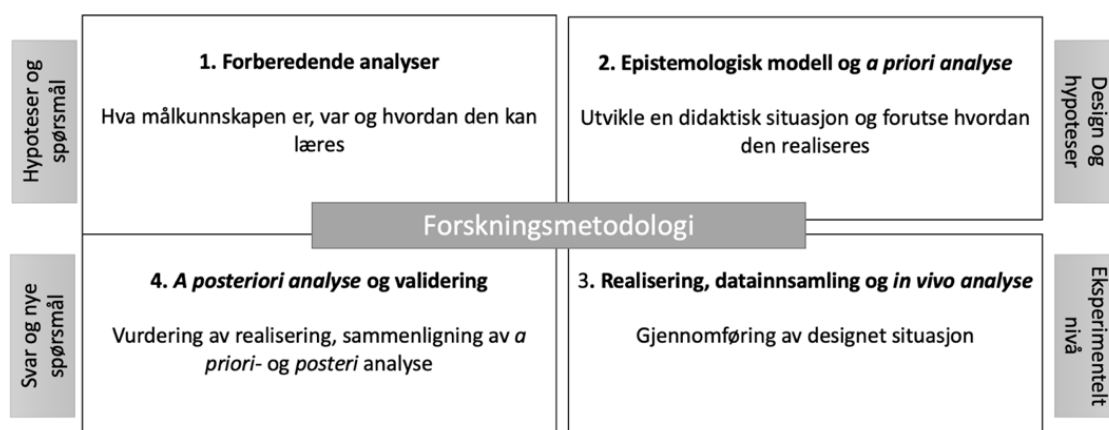 Hypoteser og
spørsmål
1. Forberedende analyser
Hva målkunnskapen er, var og hvordan den kan
læres
2. Epistemologisk modell og a priori analyse
Utvikle en didaktisk situasjon og forutse hvordan
den realiseres
Design og
hypoteser
Forskningsmetodologi
Svar og nye
spørsmål
4. A posteriori analyse og validering
Vurdering av realisering, sammenligning av a
priori- og posteri analyse
3. Realisering, datainnsamling og in vivo analyse
Gjennomføring av designet situasjon
Eksperimentelt
nivå